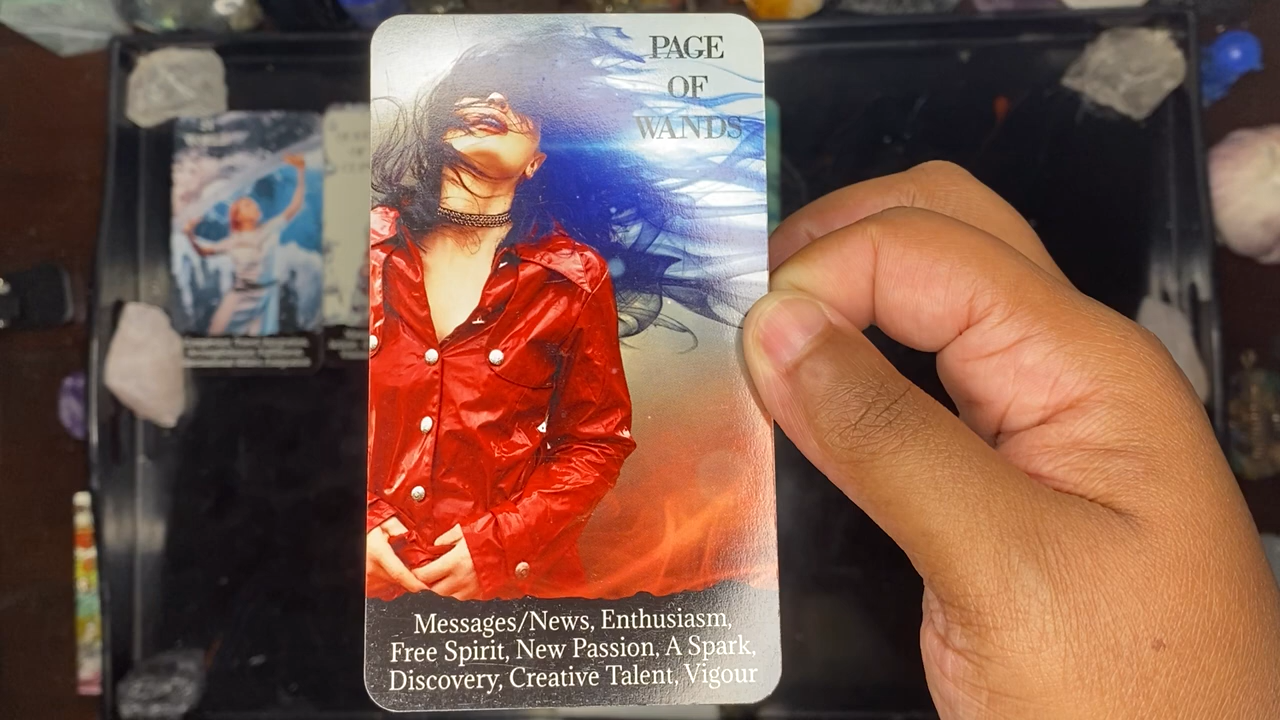 PAGE
OF
WANDS
Messages/News, Enthusiasm,
Free Spirit, New Passion, A Spark,
Discovery, Creative Talent, Vigour